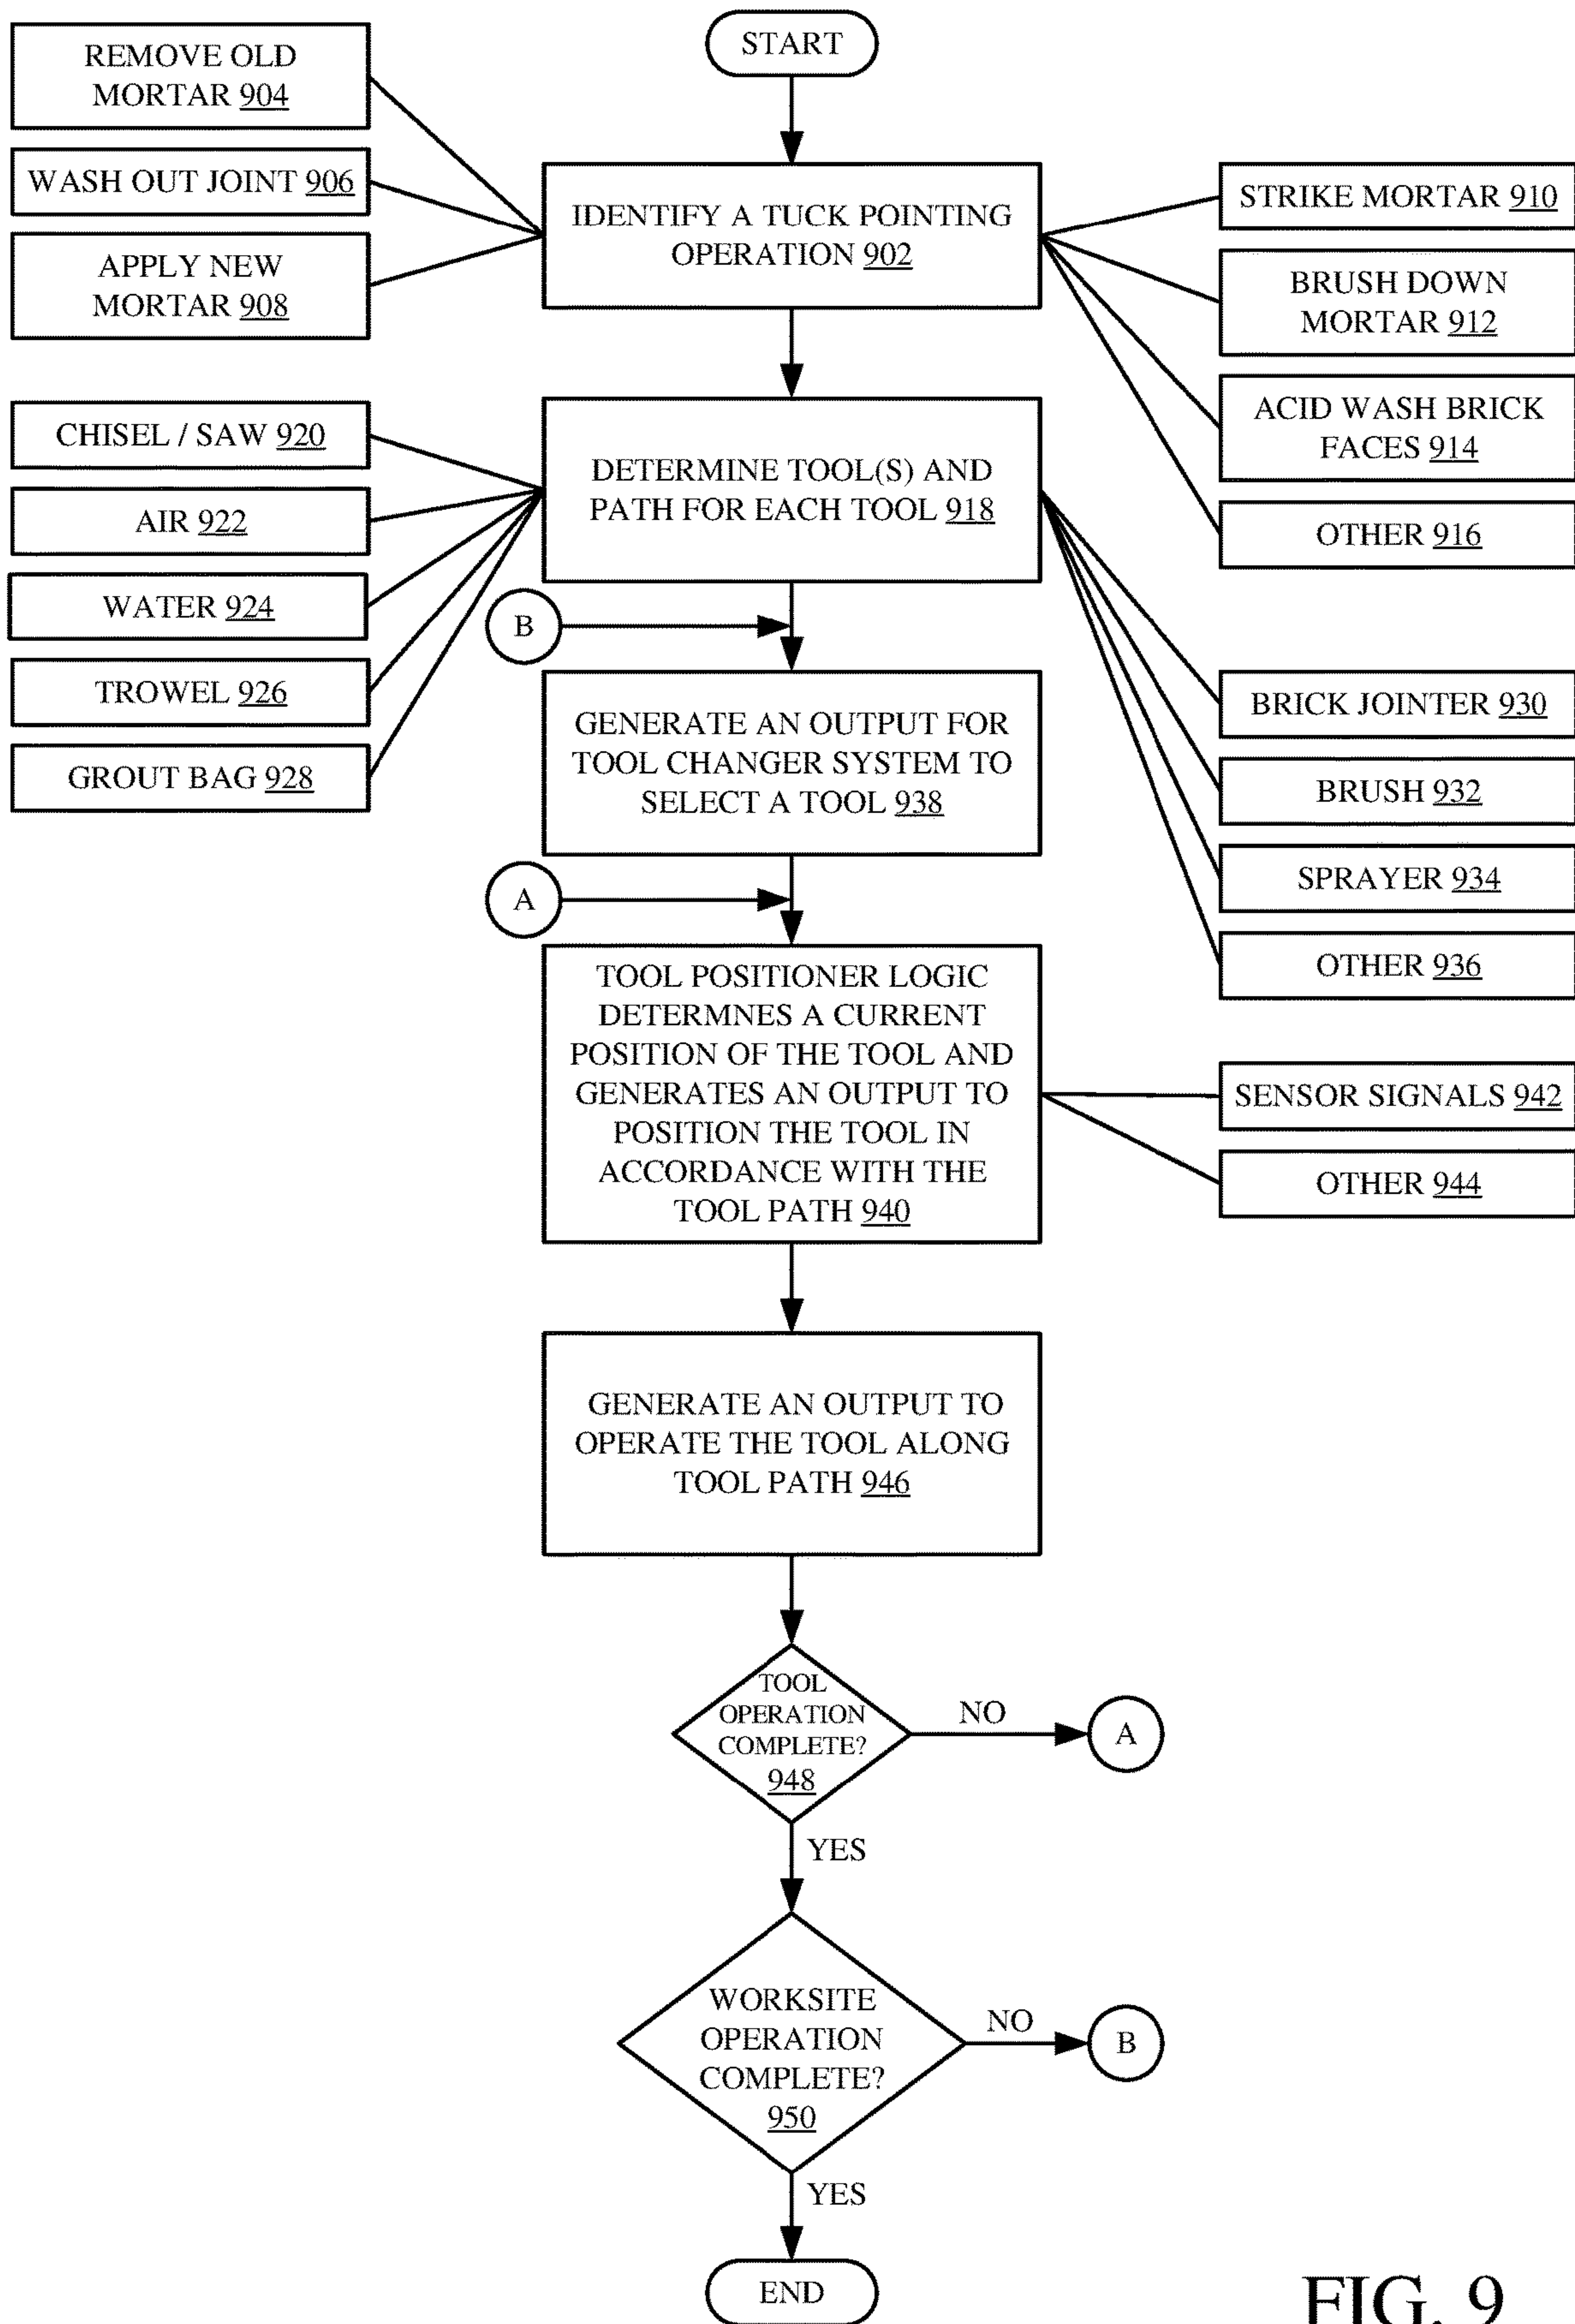 START
REMOVE OLD
MORTAR 904
WASH OUT JOINT 906
APPLY NEW
MORTAR 908
IDENTIFY A TUCK POINTING
OPERATION 902
STRIKE MORTAR 910
BRUSH DOWN
MORTAR 912
ACID WASH BRICK
FACES 914
OTHER 916
CHISEL / SAW 920
AIR 922
WATER 924
TROWEL 926
GROUT BAG 928
DETERMINE TOOL(S) AND
PATH FOR EACH TOOL 918
BRICK JOINTER 930
BRUSH 932
SPRAYER 934
OTHER 936
B
GENERATE AN OUTPUT FOR
TOOL CHANGER SYSTEM TO
SELECT A TOOL 938
A
TOOL POSITIONER LOGIC
DETERMNES A CURRENT
POSITION OF THE TOOL AND
GENERATES AN OUTPUT TO
POSITION THE TOOL IN
ACCORDANCE WITH THE
TOOL PATH 940
SENSOR SIGNALS 942
OTHER 944
GENERATE AN OUTPUT TO
OPERATE THE TOOL ALONG
TOOL PATH 946
TOOL
OPERATION
COMPLETE?
948
NO
A
YES
WORKSITE
OPERATION
COMPLETE?
950
NO
B
YES
END
FIG. 9